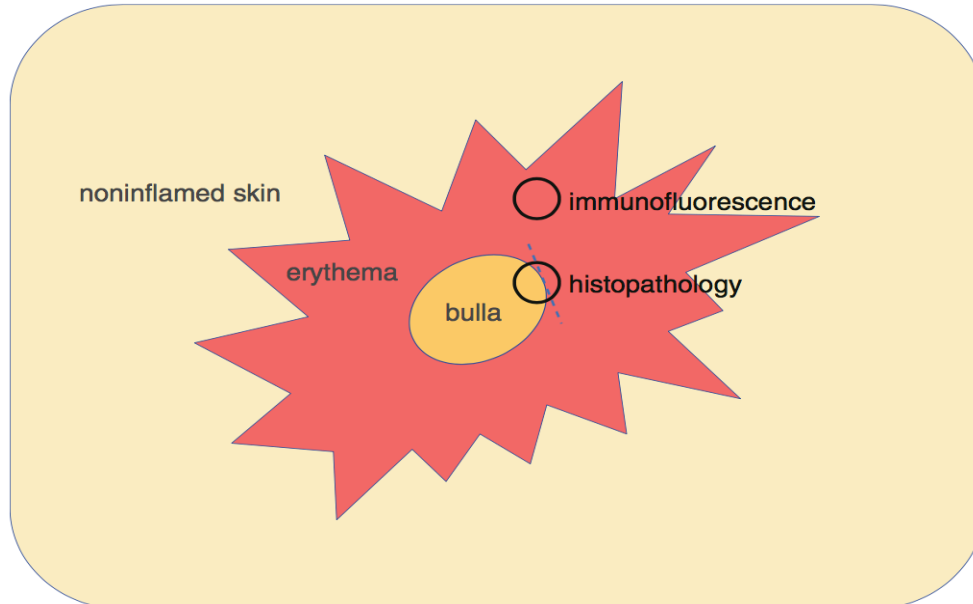 noninflamed skin
immunofluorescence
erythema
histopathology
bulla